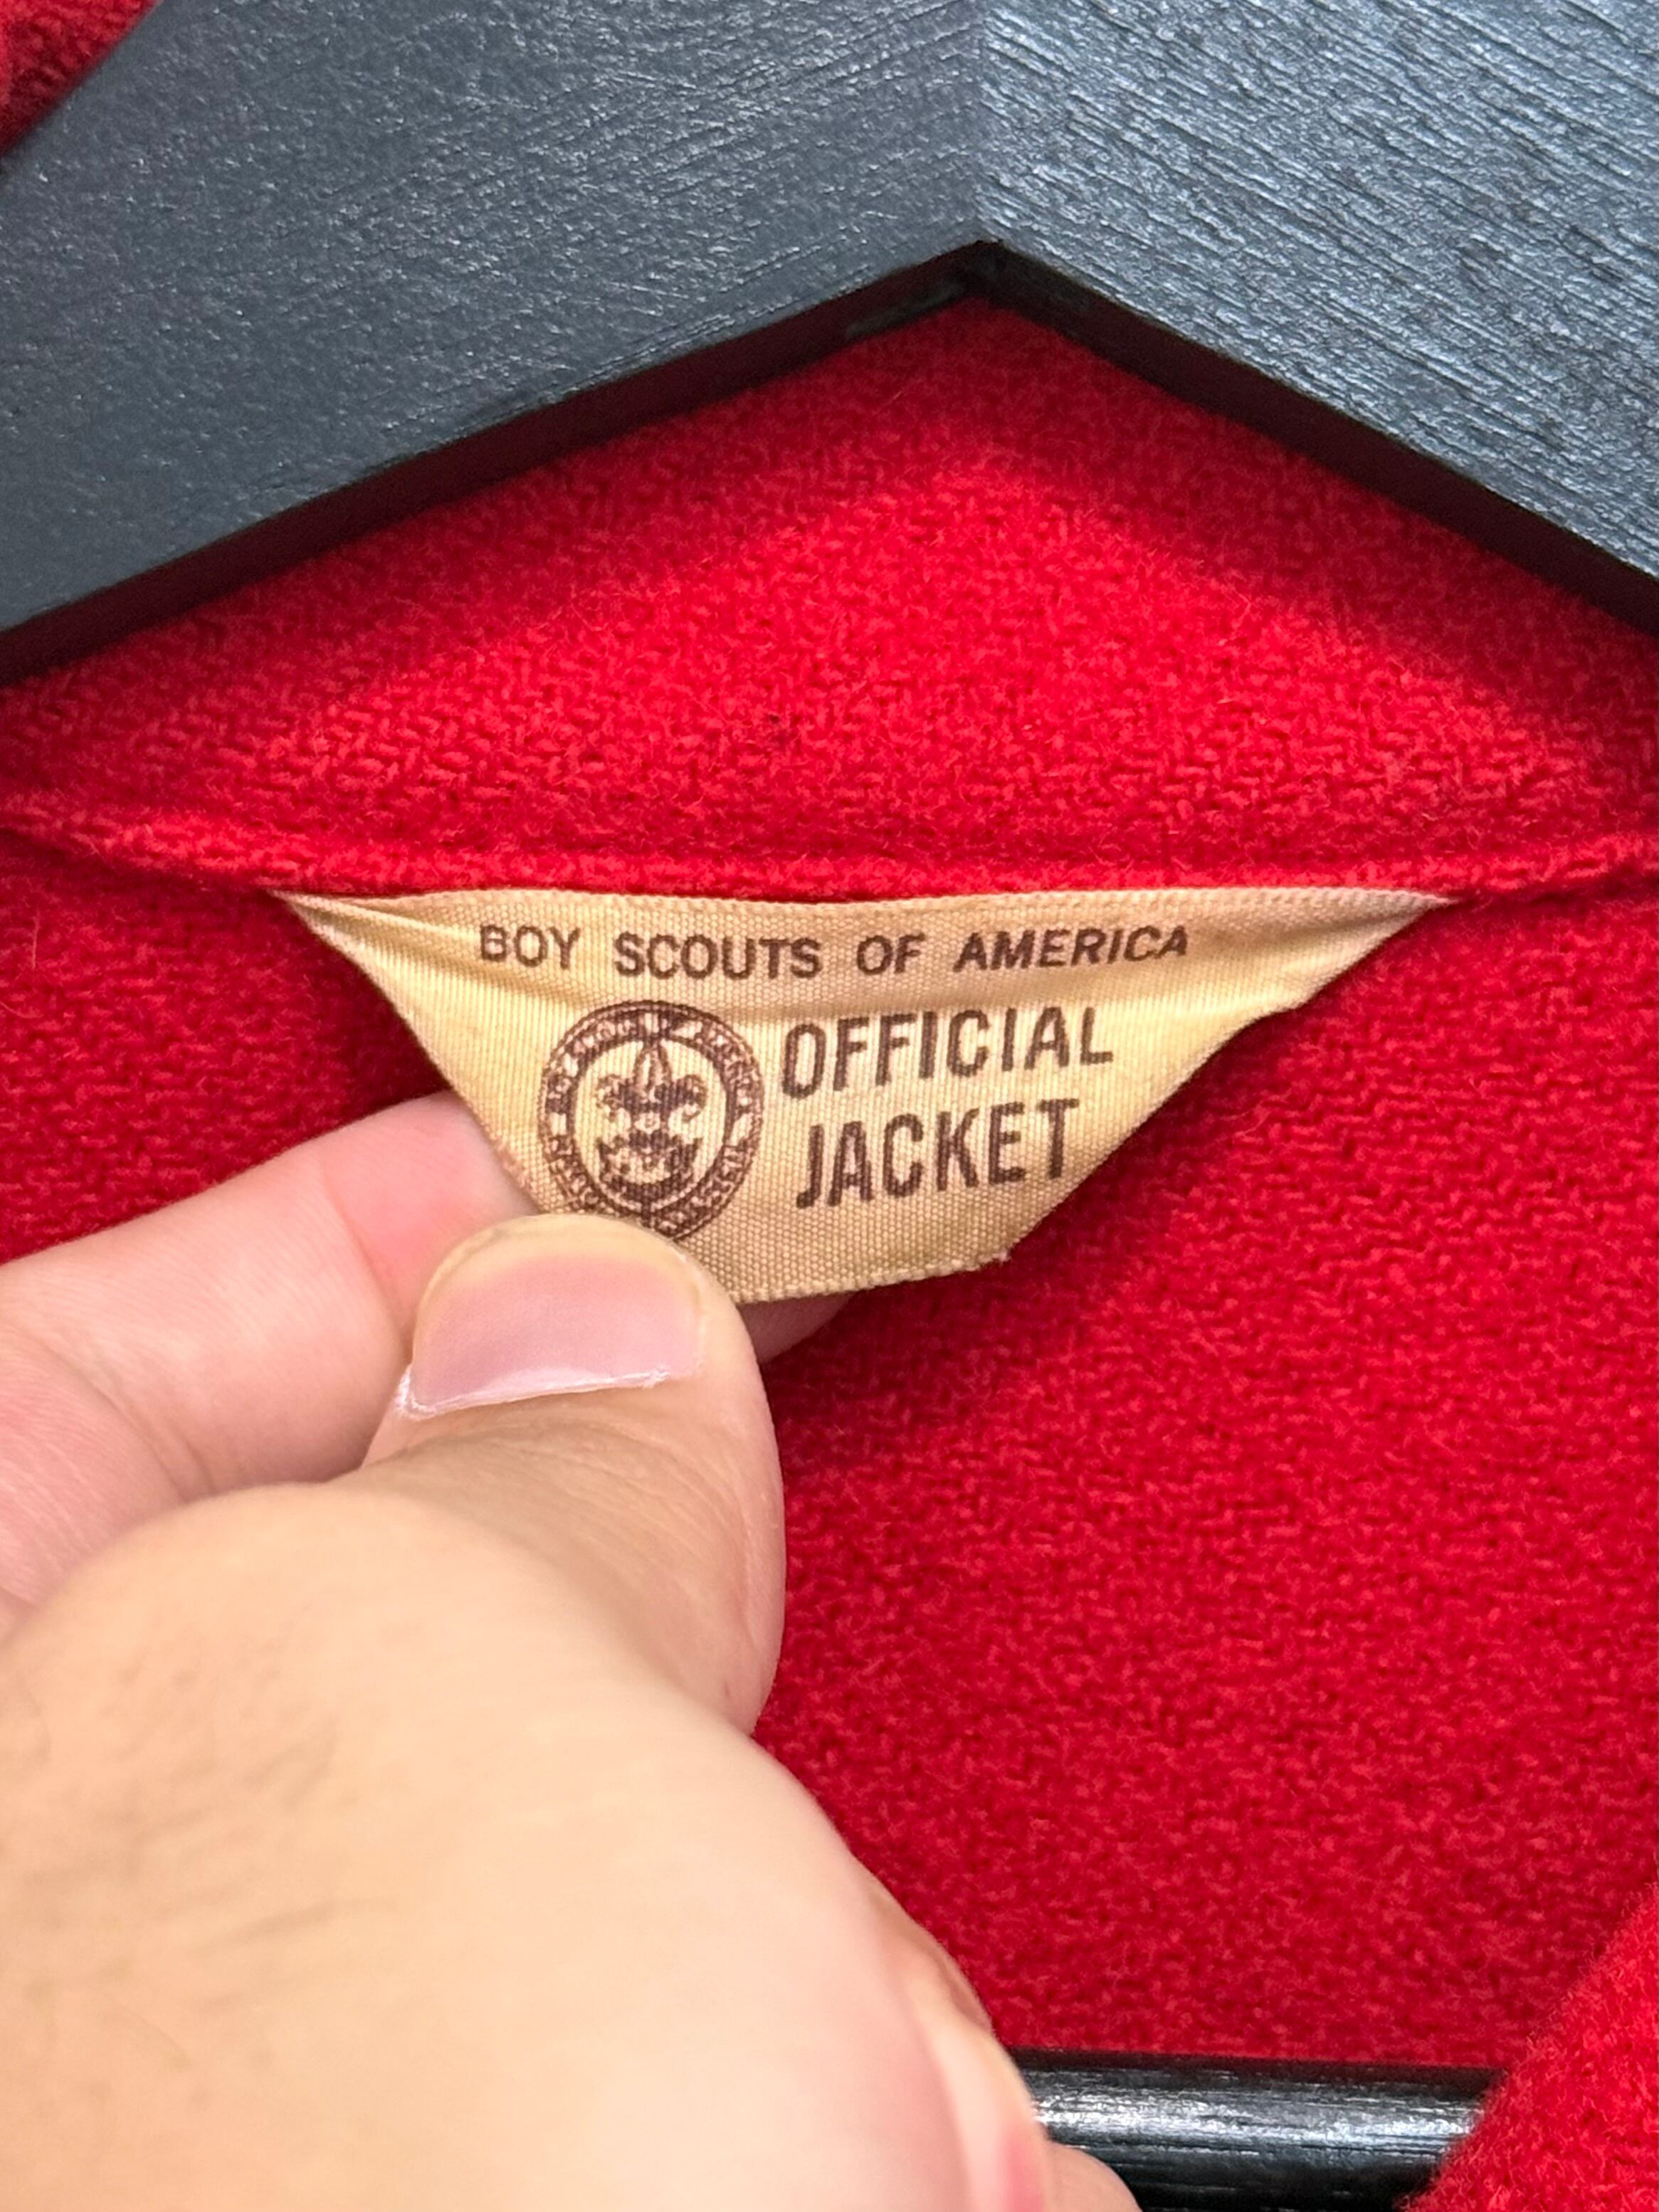 BOY SCOUTS OF AMERICA
OFFICIAL
JACKET